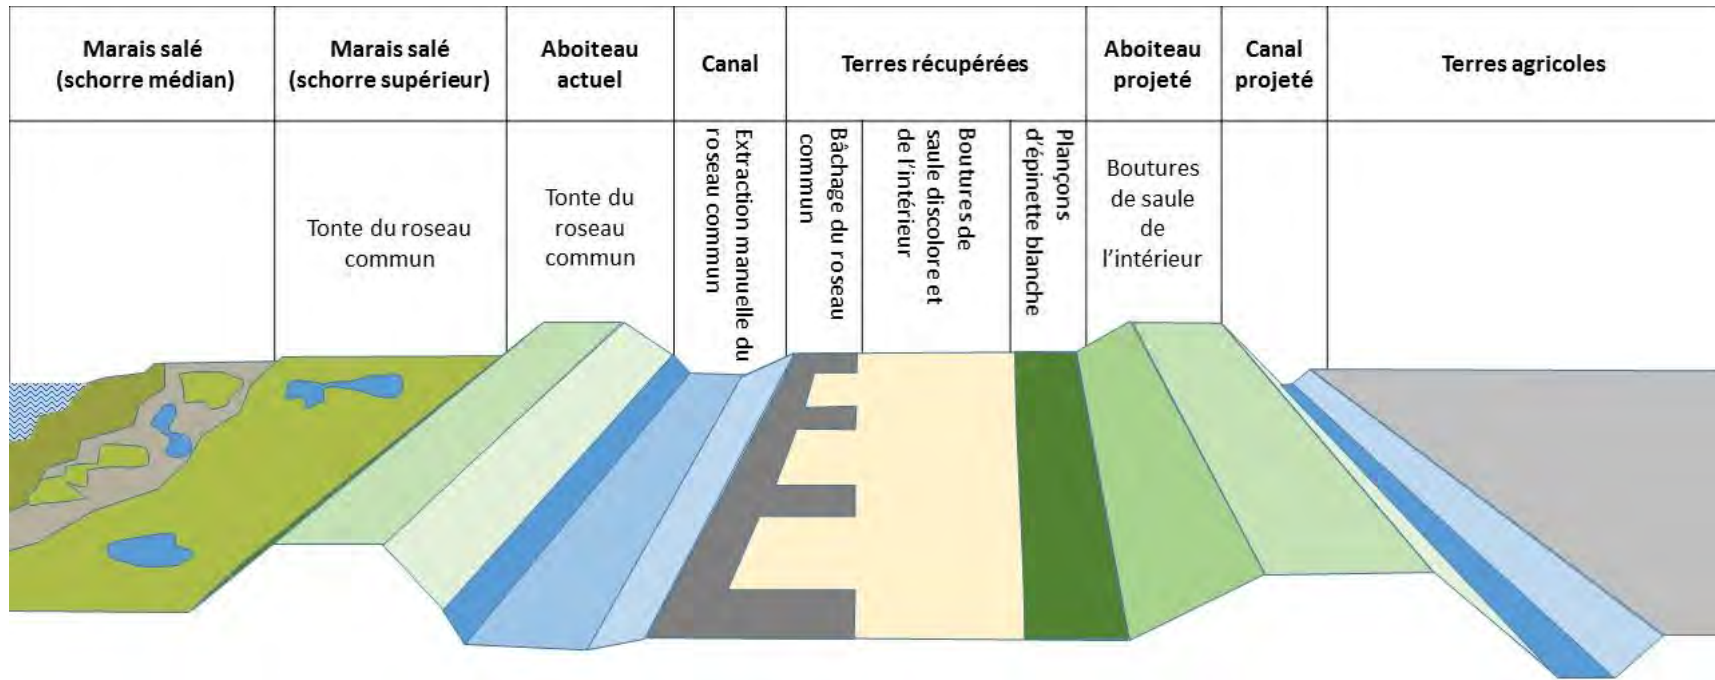 Marais salé
(schorre médian)
Marais salé
(schorre supérieur)
Aboiteau
actuel
Canal
Terres récupérées
Aboiteau
projeté
Canal
projeté
Terres agricoles
Tonte du roseau
commun
Tonte du
roseau
commun
Extraction manuelle du
roseau commun
Bâchage du roseau
commun
Boutures de
saule discolore et
de l'intérieur
Plançons
d'épinette blanche
Boutures
de saule
de
l'intérieur